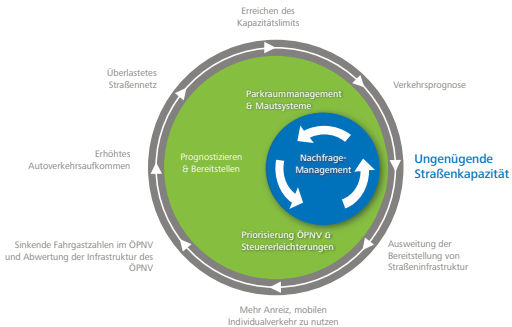 Erreichen des
Kapazitätslimits
Überlastetes
Straßennetz
Verkehrsprognose
Parkraummanagement
& Mautsysteme
Erhöhtes
Autoverkehrsaufkommen
Prognostizieren
& Bereitstellen
Nachfrage-
Management
Ungenügende
Straßenkapazität
Priorisierung ÖPNV &
Steuererleichterungen
Sinkende Fahrgastzahlen im ÖPNV
und Abwertung der Infrastruktur des
ÖPNV
Ausweitung der
Bereitstellung von
Straßeninfrastruktur
Mehr Anreiz, mobilen
Individualverkehr zu nutzen